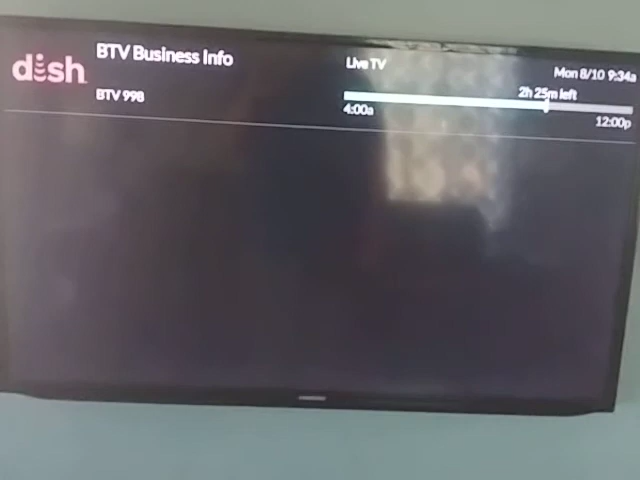 dish
BTV Business Info
Live TV
Mon 8/10 9:34a
BTV 998
2h 25m left
4:00a
12:00p